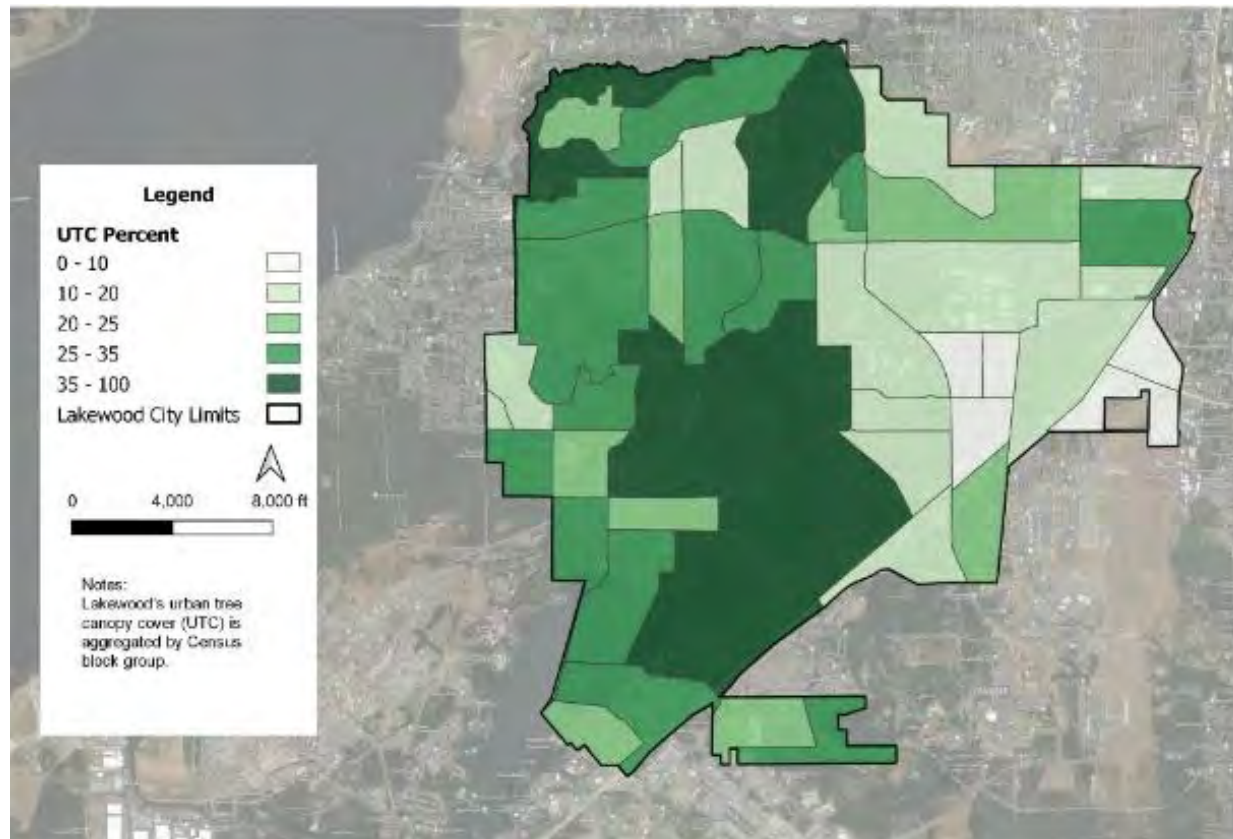 Legend
UTC Percent
0 - 10
10 - 20
20 - 25
25 - 35
35 - 100
Lakewood City Limits
0 4,000 8,000 ft
Notes:
Lakewood's urban tree
canopy cover (UTC) is
aggregated by Census
block group.